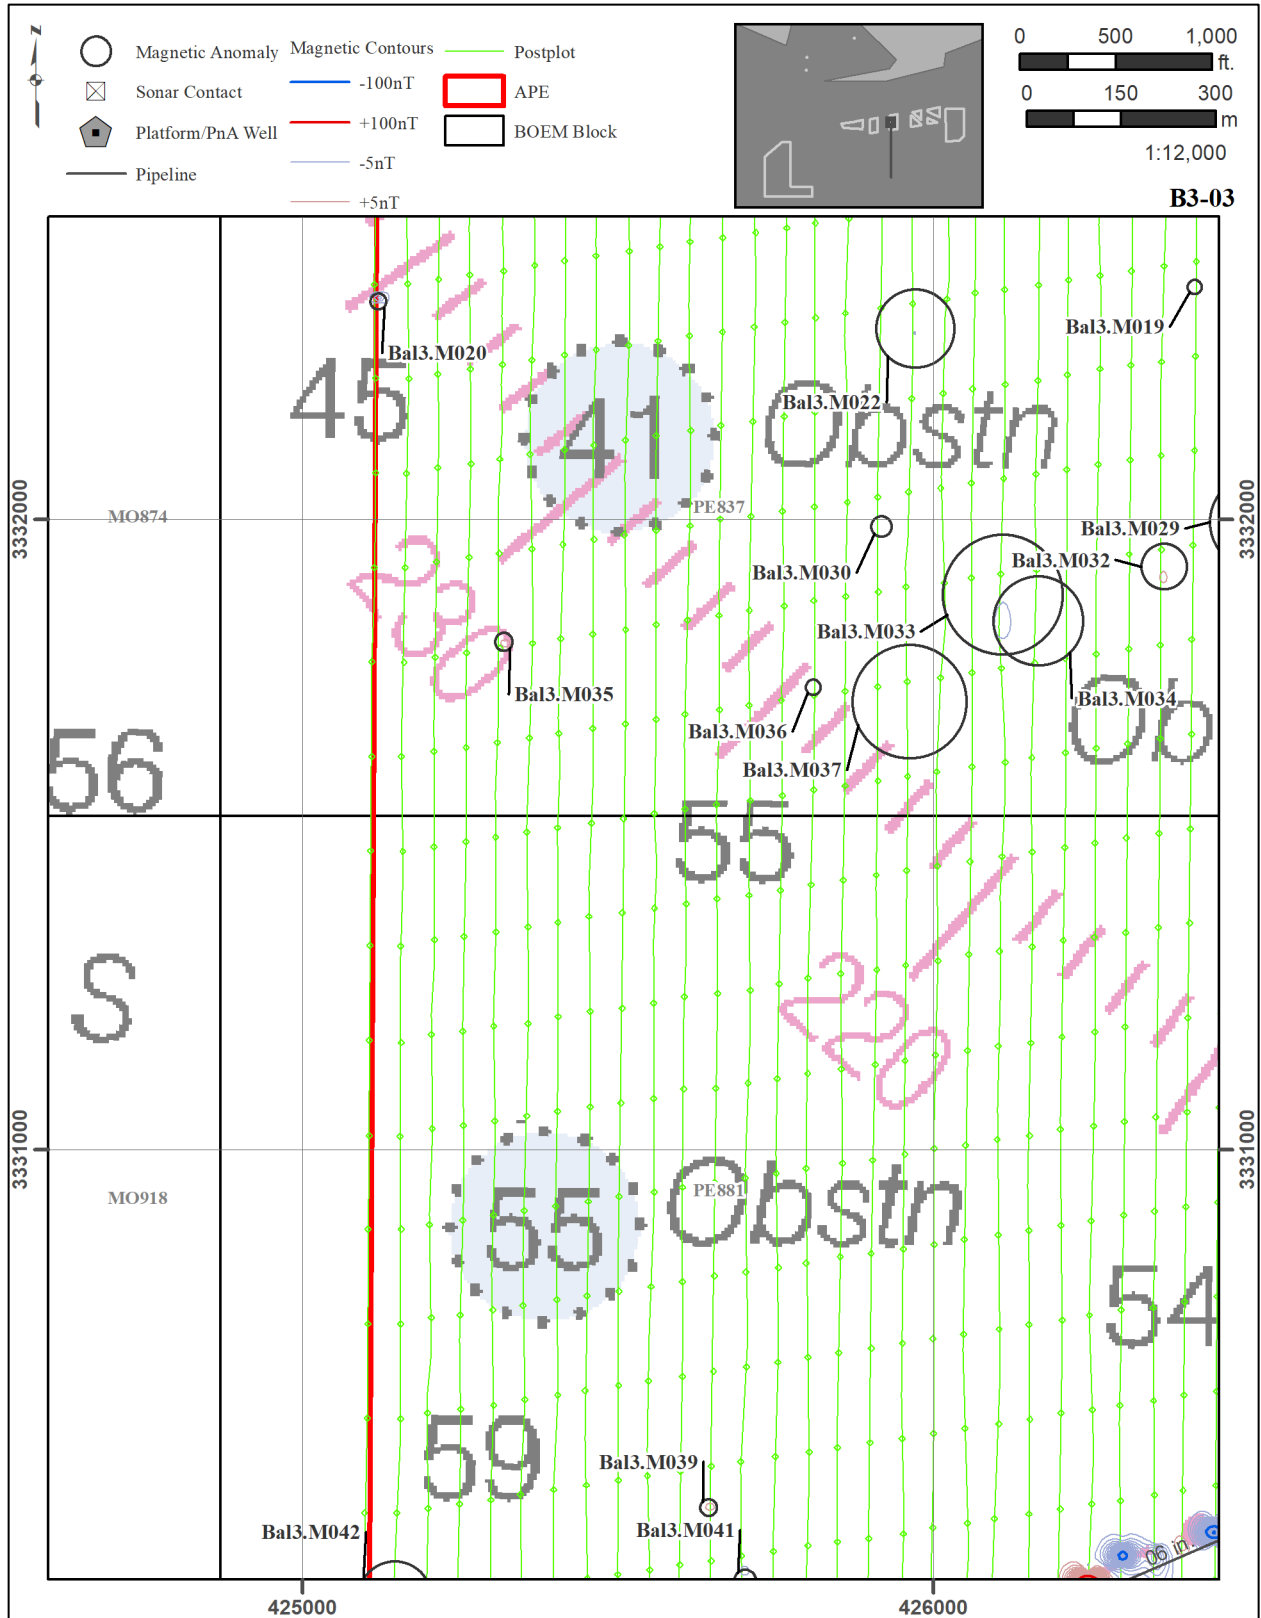 Z
Magnetic Anomaly
Sonar Contact
Platform/PnA Well
Pipeline
Magnetic Contours
-100nT
+100nT
-5nT
+5nT
Postplot
APE
BOEM Block
0 500 1,000
ft.
0 150 300
m
1:12,000
B3-03
Bal3.M019
Bal3.M020
45
41
Bal3.M022
Obstn
3332000
MO874
PE837
3332000
Bal3.M029
Bal3.M030
Bal3.M032
230
Bal3.M033
Bal3.M035
Bal3.M034
Ob
Bal3.M036
56
Bal3.M037
55
S
220
3331000
3331000
MO918
PE881
55
Obstn
54
59
Bal3.M039
Bal3.M042
Bal3.M041
06 in.
425000
426000